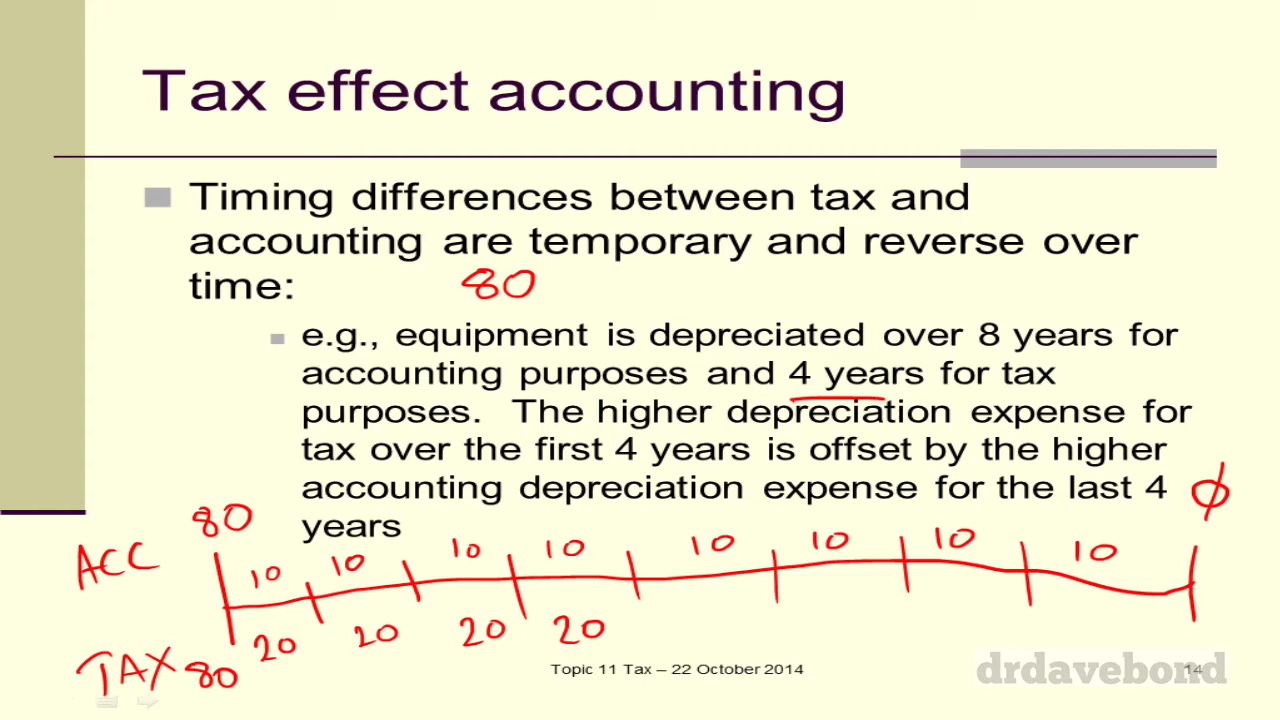 Tax effect accounting
Timing differences between tax and
accounting are temporary and reverse over
time:
80
e.g., equipment is depreciated over 8 years for
accounting purposes and 4 years for tax
purposes. The higher depreciation expense for
tax over the first 4 years is offset by the higher
accounting depreciation expense for the last 4
years
80 ϕ
ACC 10 10 10 10 10 10 10 10
20 20 20 20
TAX 80
Topic 11 Tax – 22 October 2014
drdavebond
14